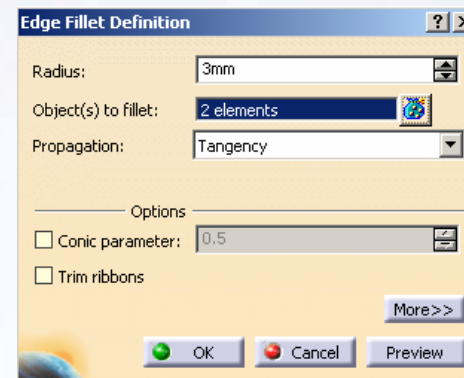 Edge Fillet Definition
Radius: 3mm
Object(s) to fillet: 2 elements
Propagation: Tangency
Options
Conic parameter: 0.5
Trim ribbons
More>>
OK Cancel Preview